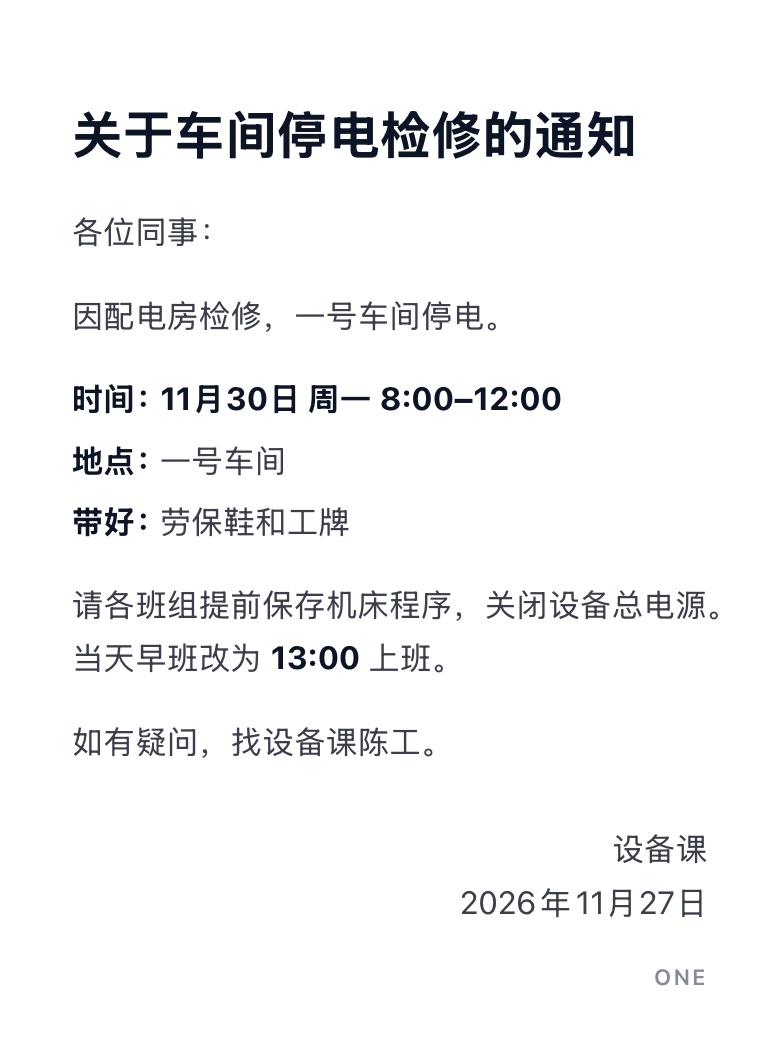 关于车间停电检修的通知
各位同事：
因配电房检修，一号车间停电。
时间：11月30日 周一 8:00–12:00
地点：一号车间
带好：劳保鞋和工牌
请各班组提前保存机床程序，关闭设备总电源。
当天早班改为 13:00 上班。
如有疑问，找设备课陈工。
设备课
2026年11月27日
ONE